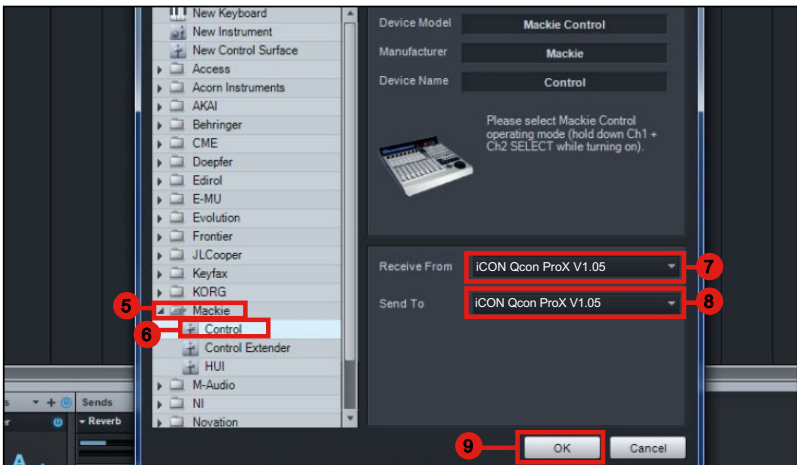 New Keyboard
New Instrument
New Control Surface
Access
Acorn Instruments
AKAI
Behringer
CME
Doepfer
Edirol
E-MU
Evolution
Frontier
JLCooper
Keyfax
KORG
5 Mackie
6 Control
Control Extender
HUI
M-Audio
NI
Novation
Device Model Mackie Control
Manufacturer Mackie
Device Name Control
Please select Mackie Control
operating mode (hold down Ch1 +
Ch2 SELECT while turning on).
Receive From iCON Qcon ProX V1.05 7
Send To iCON Qcon ProX V1.05 8
9 OK Cancel
s + Sends
r Reverb
A